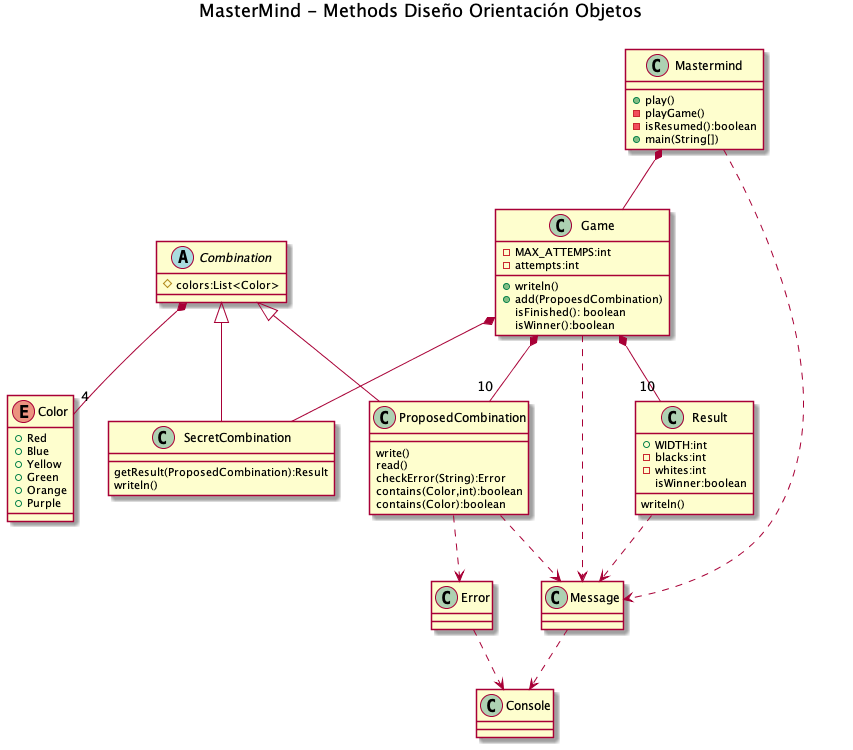 MasterMind - Methods Diseño Orientación Objetos
C Mastermind
play()
playGame()
isResumed():boolean
main(String[])
C Game
MAX_ATTEMPS:int
attempts:int
writeln()
add(PropoesdCombination)
isFinished(): boolean
isWinner():boolean
A Combination
colors:List<Color>
4
10
10
E Color
Red
Blue
Yellow
Green
Orange
Purple
C SecretCombination
getResult(ProposedCombination):Result
writeln()
C ProposedCombination
write()
read()
checkError(String):Error
contains(Color,int):boolean
contains(Color):boolean
C Result
WIDTH:int
blacks:int
whites:int
isWinner:boolean
writeln()
C Error
C Message
C Console